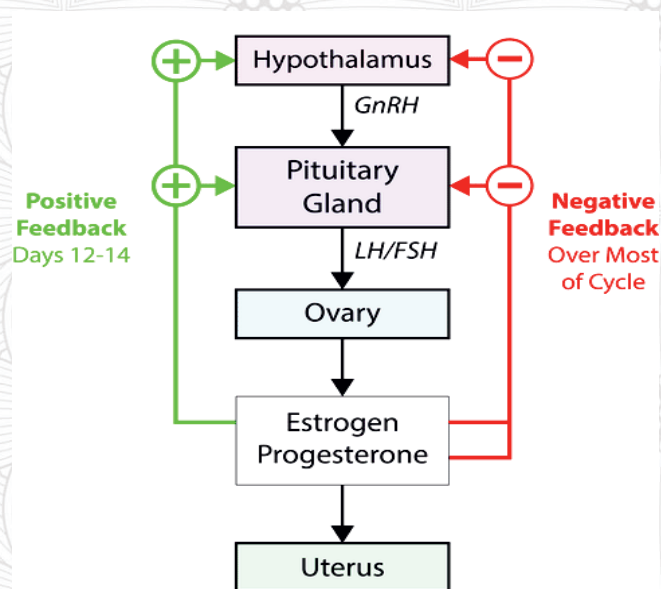 Hypothalamus
GnRH
Pituitary
Gland
Positive
Feedback
Days 12-14
Negative
Feedback
Over Most
of Cycle
LH/FSH
Ovary
Estrogen
Progesterone
Uterus